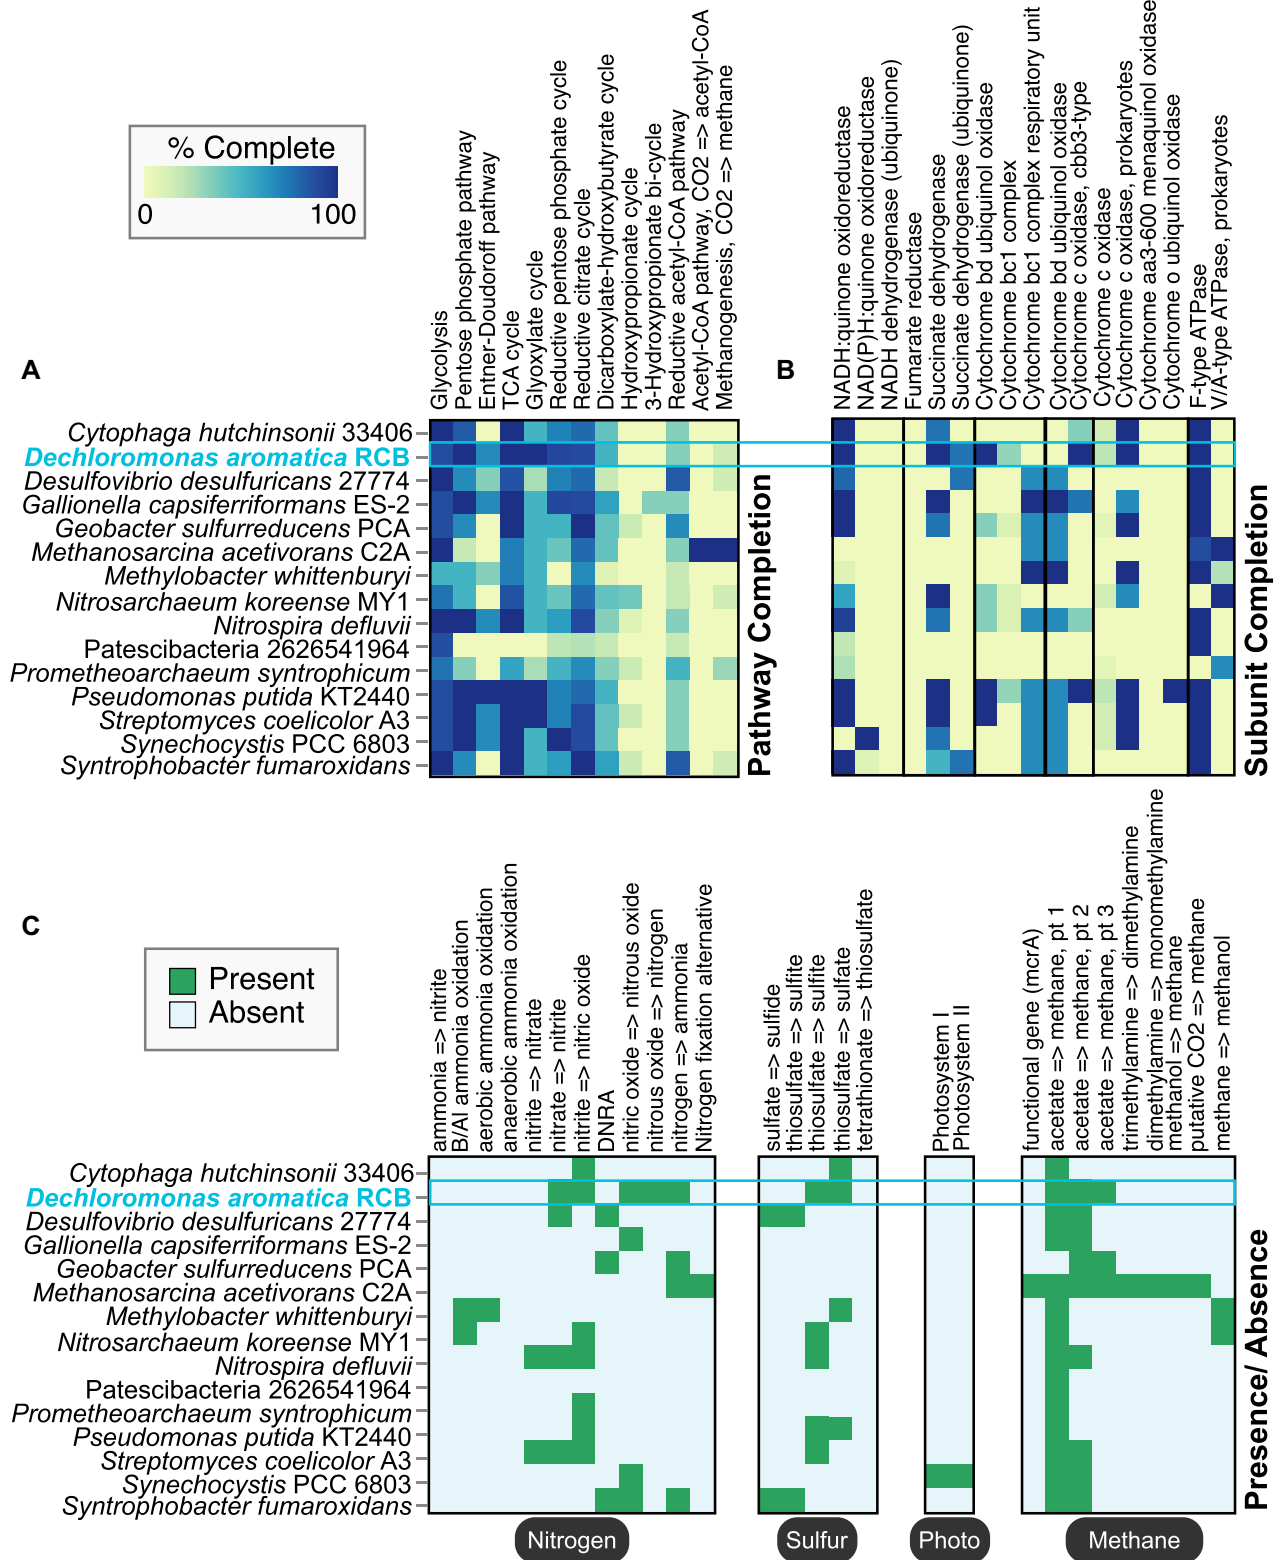 % Complete
0 100
A
Glycolysis
Pentose phosphate pathway
Entner-Doudoroff pathway
TCA cycle
Glyoxylate cycle
Reductive pentose phosphate cycle
Reductive citrate cycle
Dicarboxylate-hydroxybutyrate cycle
Hydroxypropionate cycle
3-Hydroxypropionate bi-cycle
Reductive acetyl-CoA pathway
Acetyl-CoA pathway, CO2 => acetyl-CoA
Methanogenesis, CO2 => methane
B
NADH:quinone oxidoreductase
NAD(P)H:quinone oxidoreductase
NADH dehydrogenase (ubiquinone)
Fumarate reductase
Succinate dehydrogenase
Succinate dehydrogenase (ubiquinone)
Cytochrome bd ubiquinol oxidase
Cytochrome bc1 complex
Cytochrome bc1 complex respiratory unit
Cytochrome bd ubiquinol oxidase
Cytochrome c oxidase, cbb3-type
Cytochrome c oxidase
Cytochrome c oxidase, prokaryotes
Cytochrome aa3-600 menaquinol oxidase
Cytochrome o ubiquinol oxidase
F-type ATPase
V/A-type ATPase, prokaryotes
Cytophaga hutchinsonii 33406
Dechloromonas aromatica RCB
Desulfovibrio desulfuricans 27774
Gallionella capsiferriformans ES-2
Geobacter sulfurreducens PCA
Methanosarcina acetivorans C2A
Methylobacter whittenburyi
Nitrosarchaeum koreense MY1
Nitrospira defluvii
Patescibacteria 2626541964
Prometheoarchaeum syntrophicum
Pseudomonas putida KT2440
Streptomyces coelicolor A3
Synechocystis PCC 6803
Syntrophobacter fumaroxidans
Pathway Completion
Subunit Completion
C
Present
Absent
ammonia => nitrite
B/AI ammonia oxidation
aerobic ammonia oxidation
anaerobic ammonia oxidation
nitrite => nitrate
nitrate => nitrite
nitrite => nitric oxide
DNRA
nitric oxide => nitrous oxide
nitrous oxide => nitrogen
nitrogen => ammonia
Nitrogen fixation alternative
sulfate => sulfide
thiosulfate => sulfite
thiosulfate => sulfite
thiosulfate => sulfate
tetrathionate => thiosulfate
Photosystem I
Photosystem II
functional gene (mcrA)
acetate => methane, pt 1
acetate => methane, pt 2
acetate => methane, pt 3
trimethylamine => dimethylamine
dimethylamine => monomethylamine
methanol => methane
putative CO2 => methane
methane => methanol
Cytophaga hutchinsonii 33406
Dechloromonas aromatica RCB
Desulfovibrio desulfuricans 27774
Gallionella capsiferriformans ES-2
Geobacter sulfurreducens PCA
Methanosarcina acetivorans C2A
Methylobacter whittenburyi
Nitrosarchaeum koreense MY1
Nitrospira defluvii
Patescibacteria 2626541964
Prometheoarchaeum syntrophicum
Pseudomonas putida KT2440
Streptomyces coelicolor A3
Synechocystis PCC 6803
Syntrophobacter fumaroxidans
Presence/ Absence
Nitrogen
Sulfur
Photo
Methane